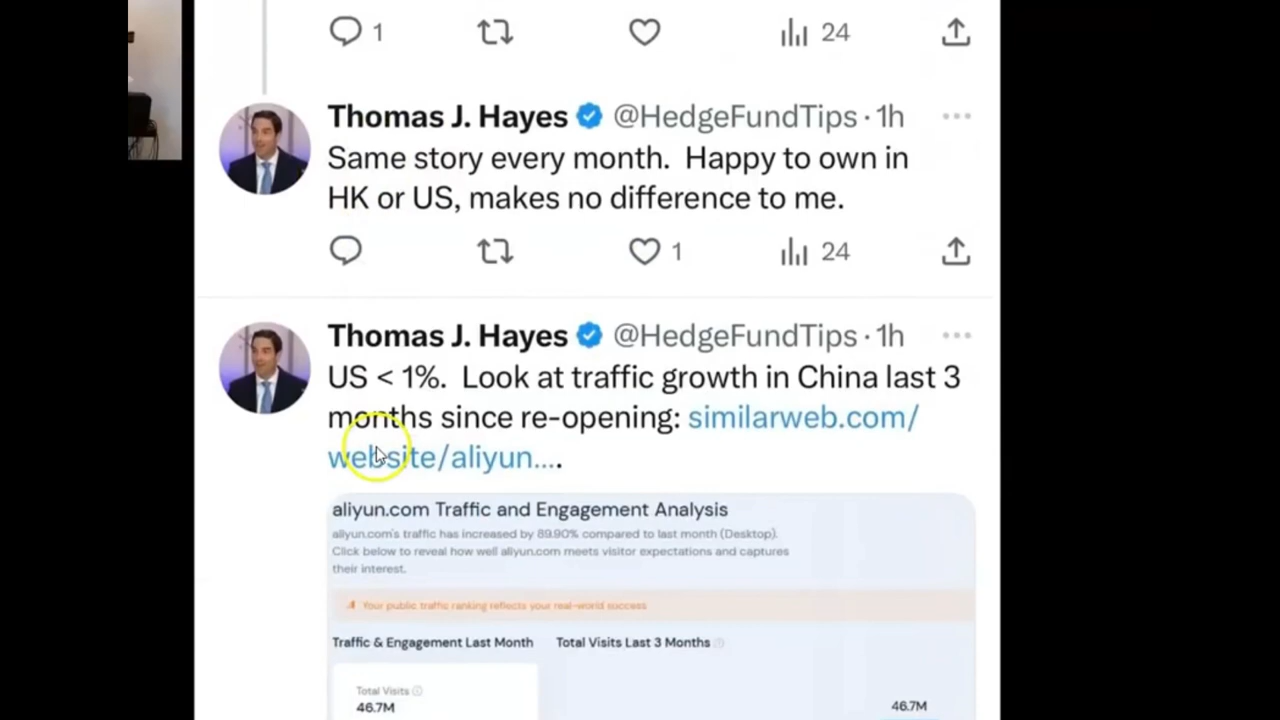 1
24
Thomas J. Hayes @HedgeFundTips · 1h
Same story every month. Happy to own in
HK or US, makes no difference to me.
1
24
Thomas J. Hayes @HedgeFundTips · 1h
US < 1%. Look at traffic growth in China last 3
months since re-opening: similarweb.com/
website/aliyun....
aliyun.com Traffic and Engagement Analysis
aliyun.com's traffic has increased by 89.90% compared to last month (Desktop).
Click below to reveal how well aliyun.com meets visitor expectations and captures
their interest.
Your public traffic ranking reflects your real-world success
Traffic & Engagement Last Month
Total Visits Last 3 Months
Total Visits
46.7M
46.7M